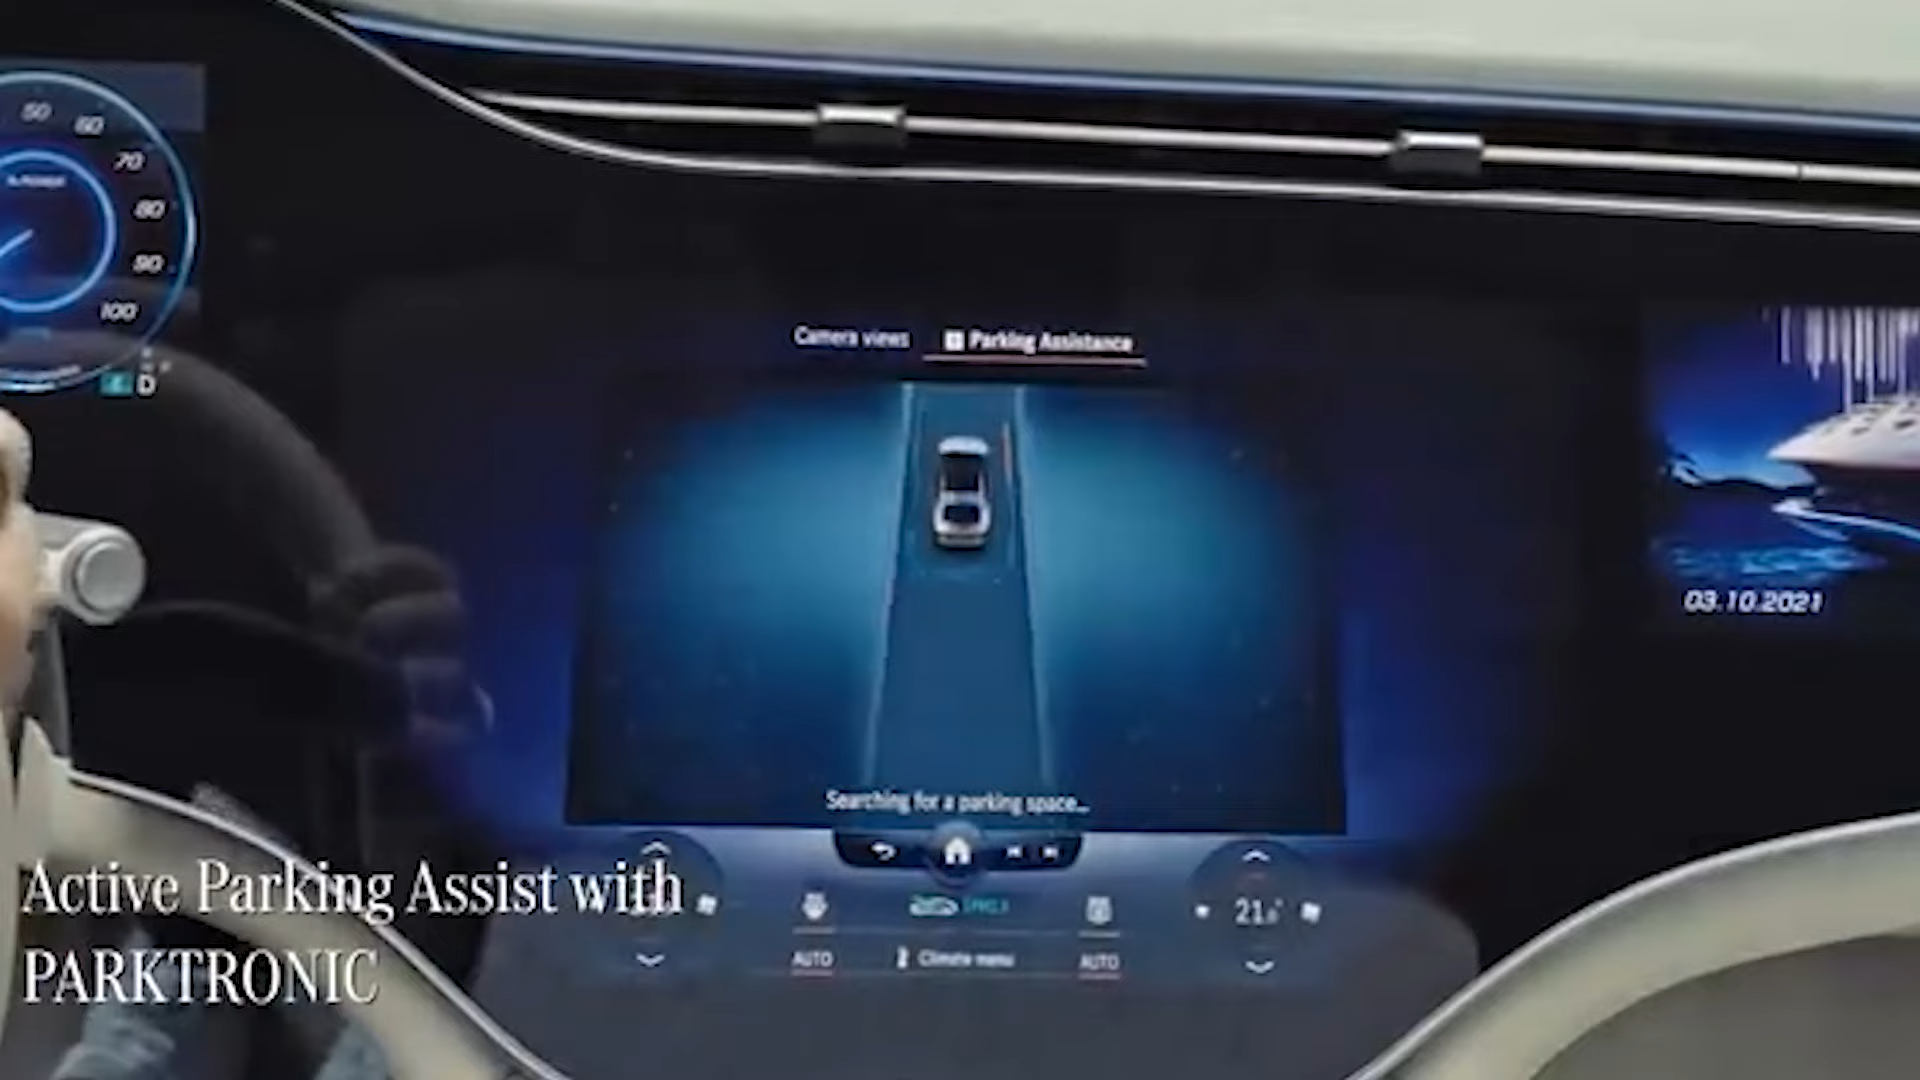 50
60
70
80
90
100
D
Camera views
Parking Assistance
03.10.2021
Searching for a parking space...
Active Parking Assist with
PARKTRONIC
AUTO
Climate menu
AUTO